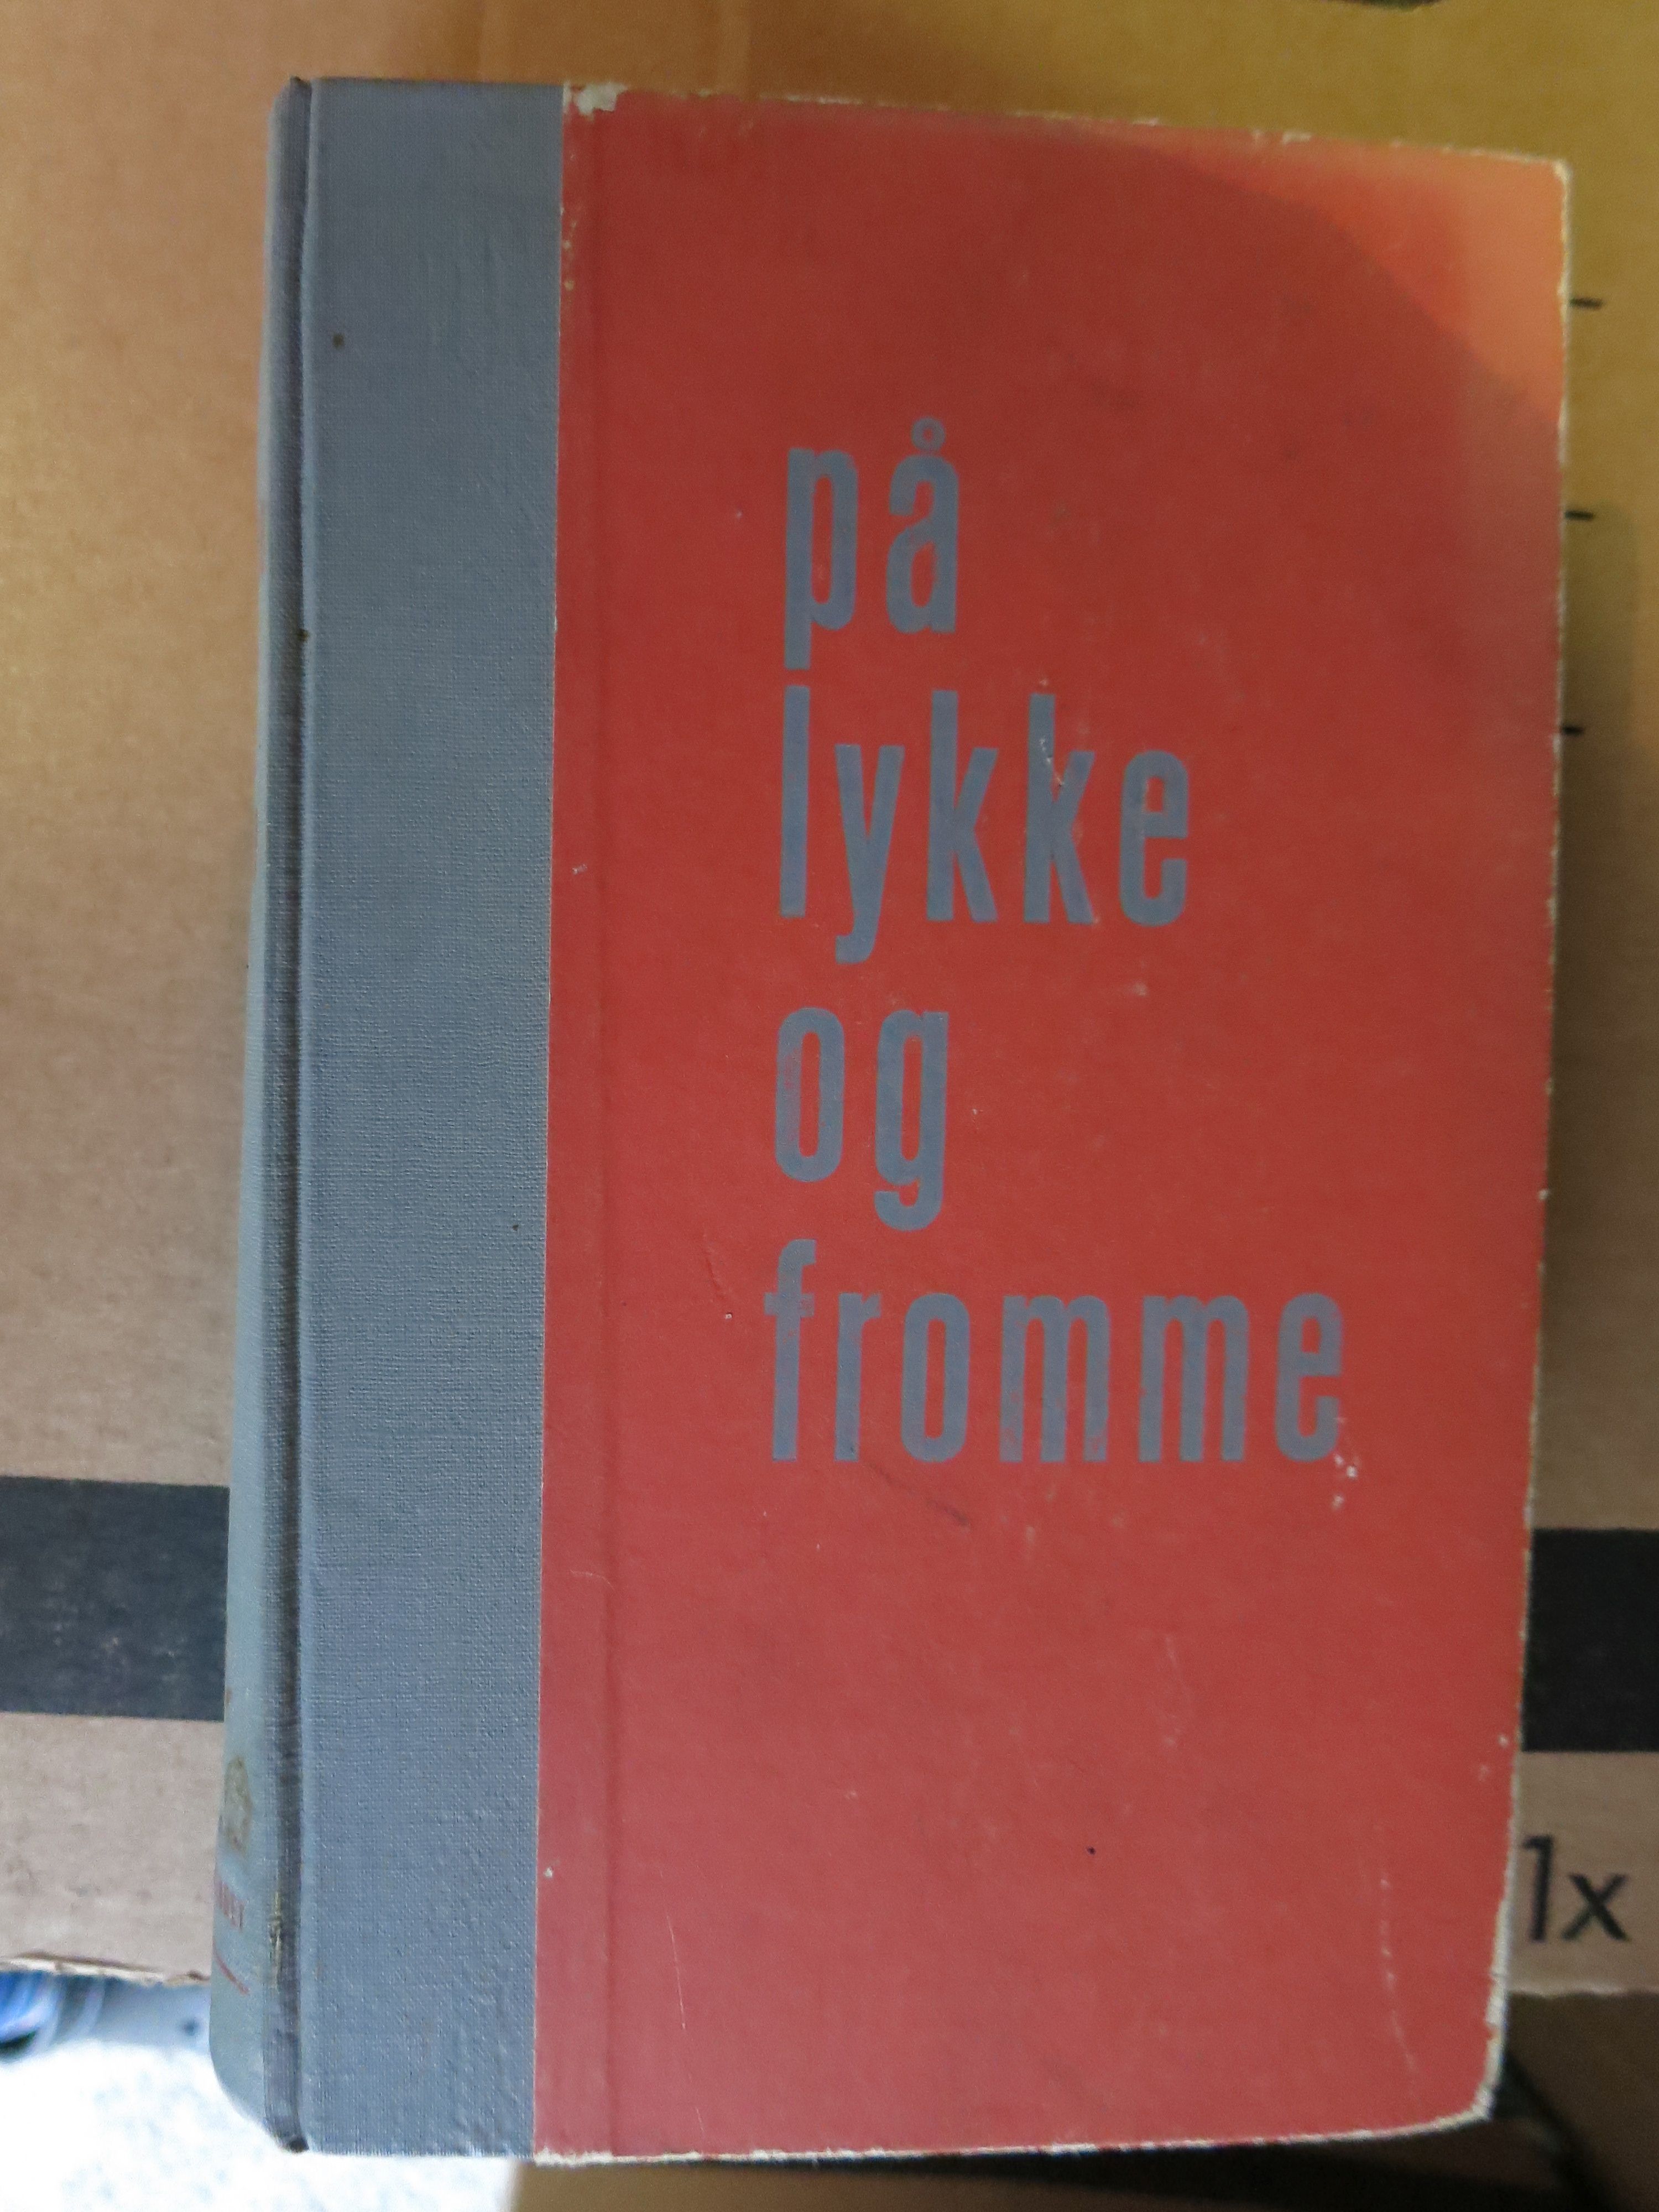 på
lykke
og
fromme
1x